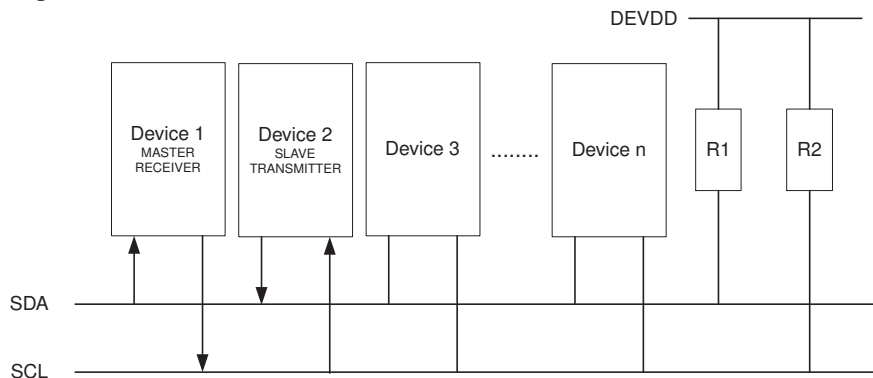 DEVDD
Device 1
MASTER
RECEIVER
Device 2
SLAVE
TRANSMITTER
Device 3
........
Device n
R1
R2
SDA
SCL